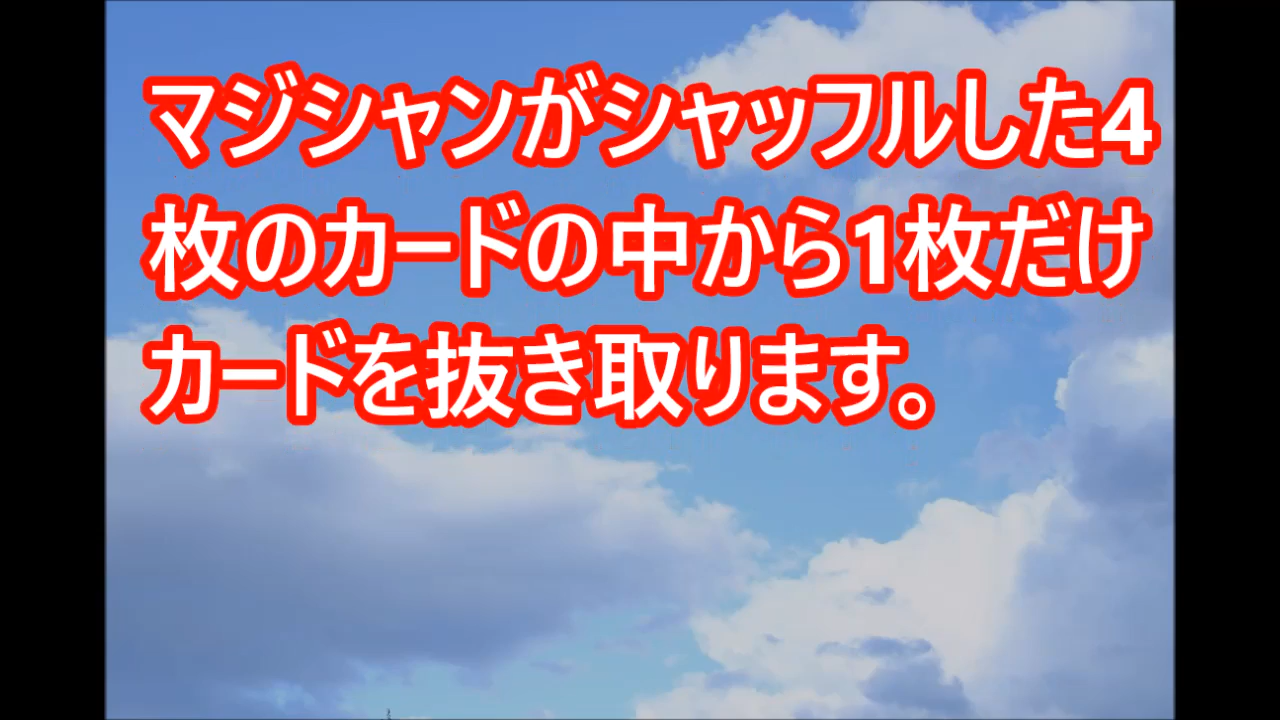 マジシャンがシャッフルした4
枚のカードの中から1枚だけ
カードを抜き取ります。